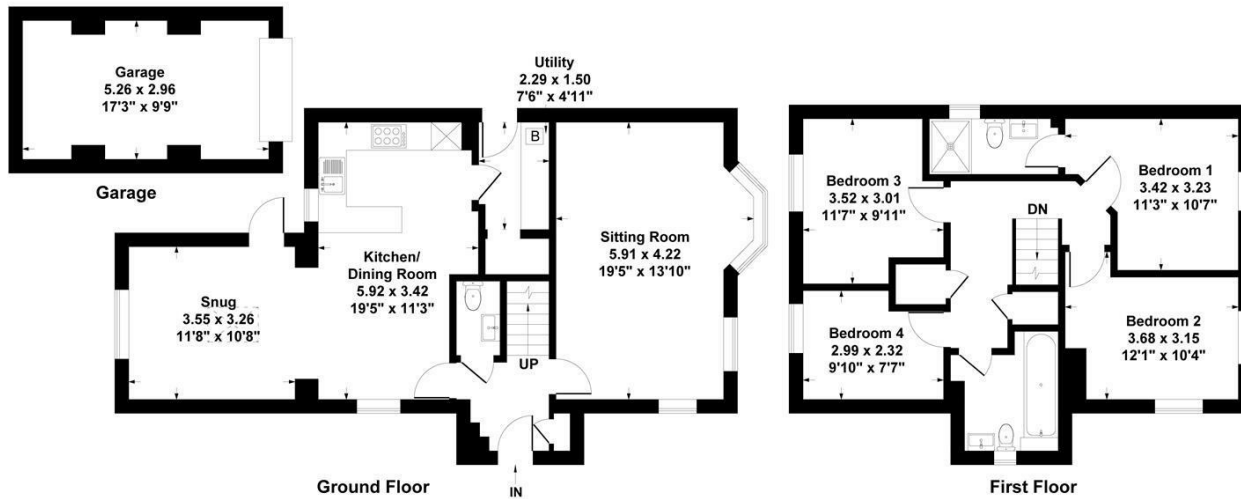 Garage
5.26 x 2.96
17'3" x 9'9"
Garage
Utility
2.29 x 1.50
7'6" x 4'11"
B
Kitchen/
Dining Room
5.92 x 3.42
19'5" x 11'3"
Sitting Room
5.91 x 4.22
19'5" x 13'10"
Snug
3.55 x 3.26
11'8" x 10'8"
UP
IN
Ground Floor
Bedroom 3
3.52 x 3.01
11'7" x 9'11"
Bedroom 1
3.42 x 3.23
11'3" x 10'7"
DN
Bedroom 4
2.99 x 2.32
9'10" x 7'7"
Bedroom 2
3.68 x 3.15
12'1" x 10'4"
First Floor